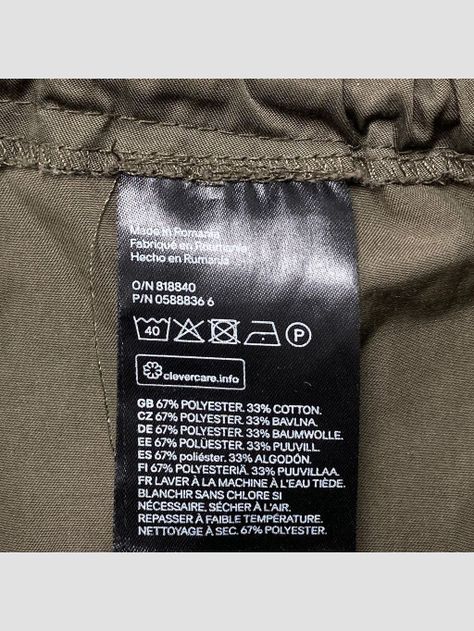 Made in Romania
Fabriqué en Roumanie
Hecho en Rumanía
O/N 818840
P/N 0588836 6
40 P
clevercare.info
GB 67% POLYESTER. 33% COTTON.
CZ 67% POLYESTER. 33% BAVLNA.
DE 67% POLYESTER. 33% BAUMWOLLE.
EE 67% POLÜESTER. 33% PUUVILL.
ES 67% poliéster. 33% ALGODÓN.
FI 67% POLYESTERIÄ. 33% PUUVILLAA.
FR LAVER À LA MACHINE À L'EAU TIÈDE.
BLANCHIR SANS CHLORE SI
NÉCESSAIRE. SÉCHER À L'AIR.
REPASSER À FAIBLE TEMPÉRATURE.
NETTOYAGE À SEC. 67% POLYESTER.